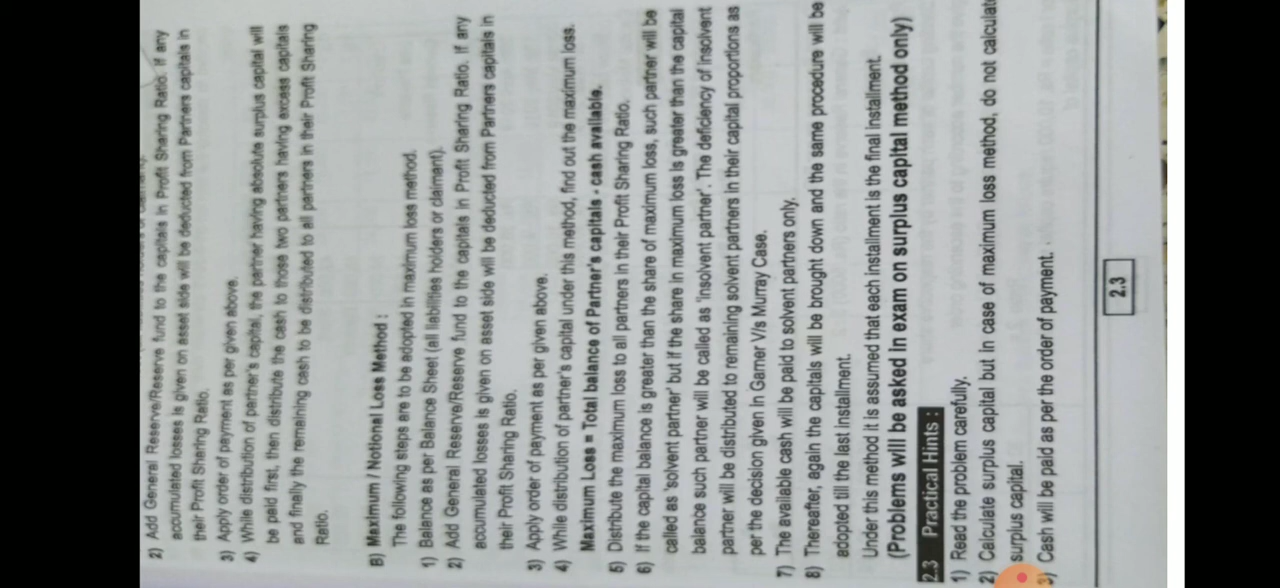 2) Add General Reserve/Reserve fund to the capitals in Profit Sharing Ratio. If any
accumulated losses is given on asset side will be deducted from Partners capitals in
their Profit Sharing Ratio.
3) Apply order of payment as per given above.
4) While distribution of partner's capital, the partner having absolute surplus capital will
be paid first, then distribute the cash to those two partners having excess capitals
and finally the remaining cash to be distributed to all partners in their Profit Sharing
Ratio.
B) Maximum / Notional Loss Method :
The following steps are to be adopted in maximum loss method.
1) Balance as per Balance Sheet (all liabilities holders or claimant).
2) Add General Reserve/Reserve fund to the capitals in Profit Sharing Ratio. If any
accumulated losses is given on asset side will be deducted from Partners capitals in
their Profit Sharing Ratio.
3) Apply order of payment as per given above.
4) While distribution of partner's capital under this method, find out the maximum loss.
Maximum Loss = Total balance of Partner's capitals - cash available.
5) Distribute the maximum loss to all partners in their Profit Sharing Ratio.
6) If the capital balance is greater than the share of maximum loss, such partner will be
called as 'solvent partner' but if the share in maximum loss is greater than the capital
balance such partner will be called as 'insolvent partner'. The deficiency of insolvent
partner will be distributed to remaining solvent partners in their capital proportions as
per the decision given in Garner V/s Murray Case.
7) The available cash will be paid to solvent partners only.
8) Thereafter, again the capitals will be brought down and the same procedure will be
adopted till the last installment.
Under this method it is assumed that each installment is the final installment.
(Problems will be asked in exam on surplus capital method only)
2.3 Practical Hints :
1) Read the problem carefully.
2) Calculate surplus capital but in case of maximum loss method, do not calculate
surplus capital.
3) Cash will be paid as per the order of payment.
2.3